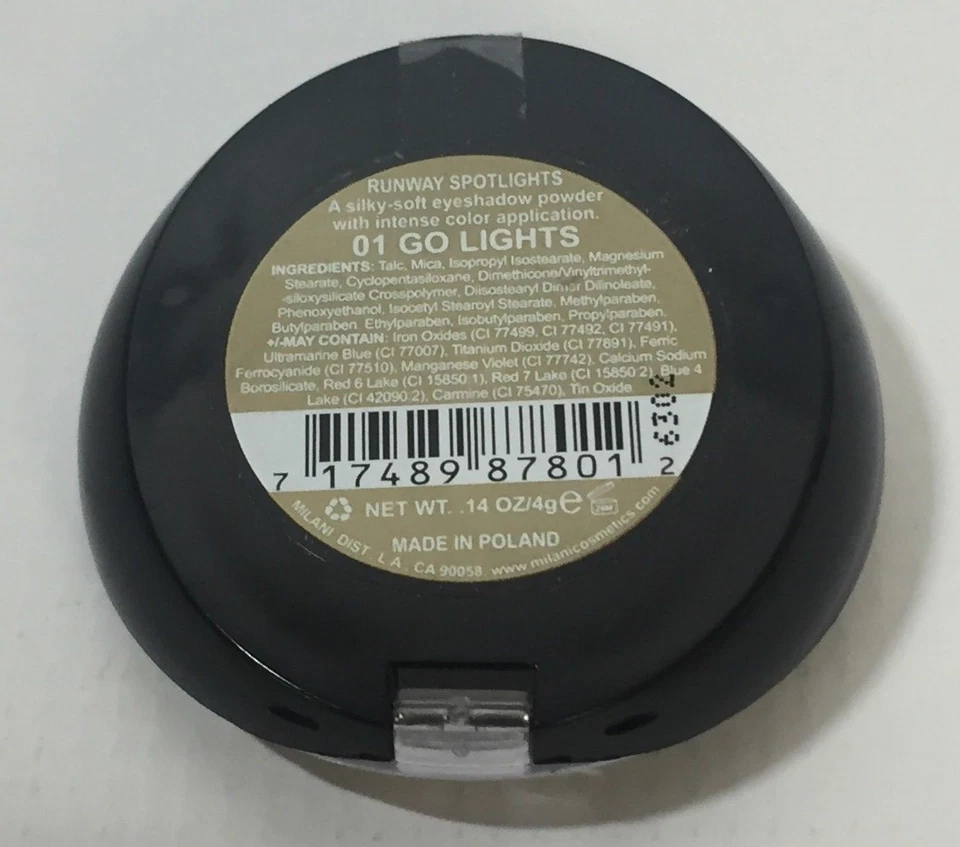 RUNWAY SPOTLIGHTS
A silky-soft eyeshadow powder
with intense color application.
01 GO LIGHTS
INGREDIENTS: Talc, Mica, Isopropyl Isostearate, Magnesium
Stearate, Cyclopentasiloxane, Dimethicone/Vinyltrimethyl-
-siloxysilicate Crosspolymer, Diisostearyl Dimer Dilinoleate,
Phenoxyethanol, Isocetyl Stearoyl Stearate, Methylparaben,
Butylparaben, Ethylparaben, Isobutylparaben, Propylparaben.
+/-MAY CONTAIN: Iron Oxides (CI 77499, CI 77492, CI 77491),
Ultramarine Blue (CI 77007), Titanium Dioxide (CI 77891), Ferric
Ferrocyanide (CI 77510), Manganese Violet (CI 77742), Calcium Sodium
Borosilicate, Red 6 Lake (CI 15850:1), Red 7 Lake (CI 15850:2), Blue 4
Lake (CI 42090:2), Carmine (CI 75470), Tin Oxide
6302
7 17489 87801 2
NET WT. .14 OZ/4g e 24M
MADE IN POLAND
MILANI DIST. L.A. CA 90058 www.milanicosmetics.com